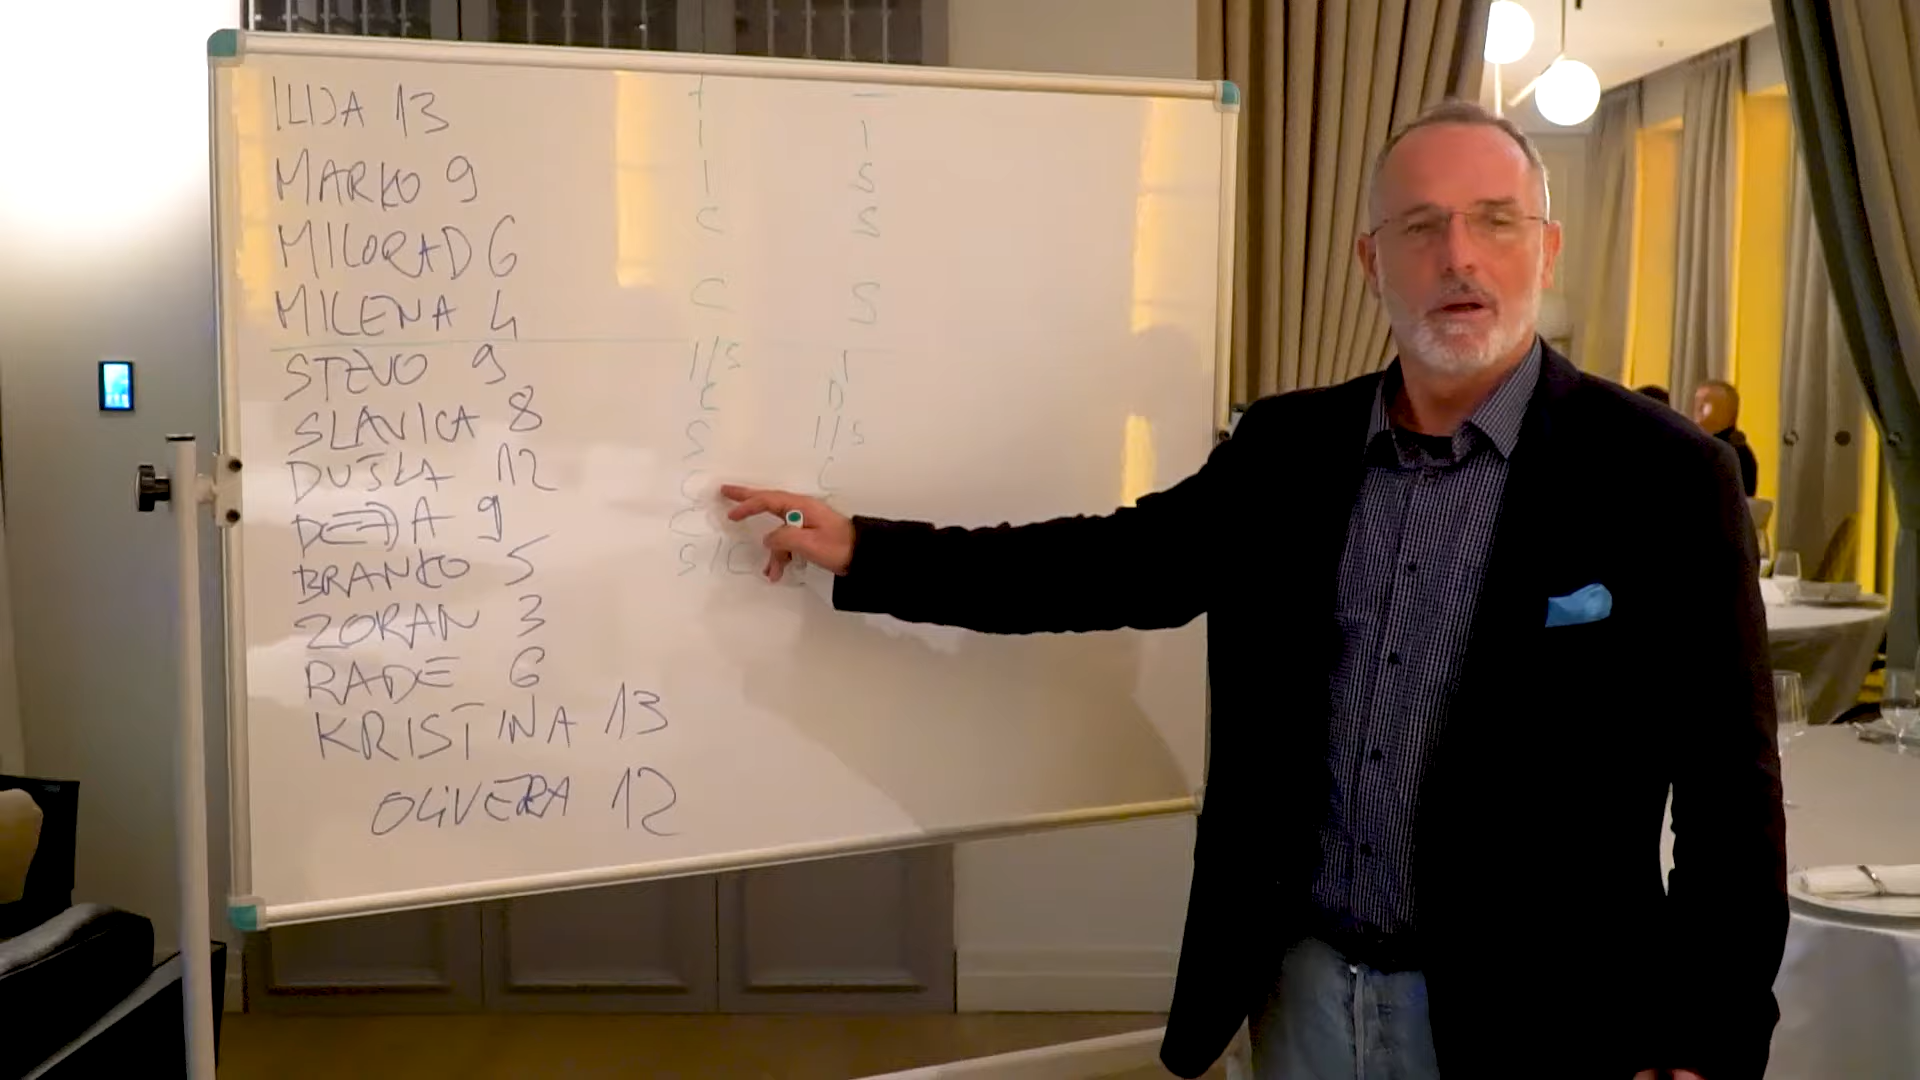 ILIJA 13
MARKO 9
MILORAD 6
MILENA 4
STEVO 9
SLAVICA 8
DUŠKA 12
DEJA 9
BRANKO 5
ZORAN 3
RADE 6
KRISTINA 13
OLIVERA 12
I I
I S
C S
C S
I/S I
C D
S I/S
C C
C
S/C